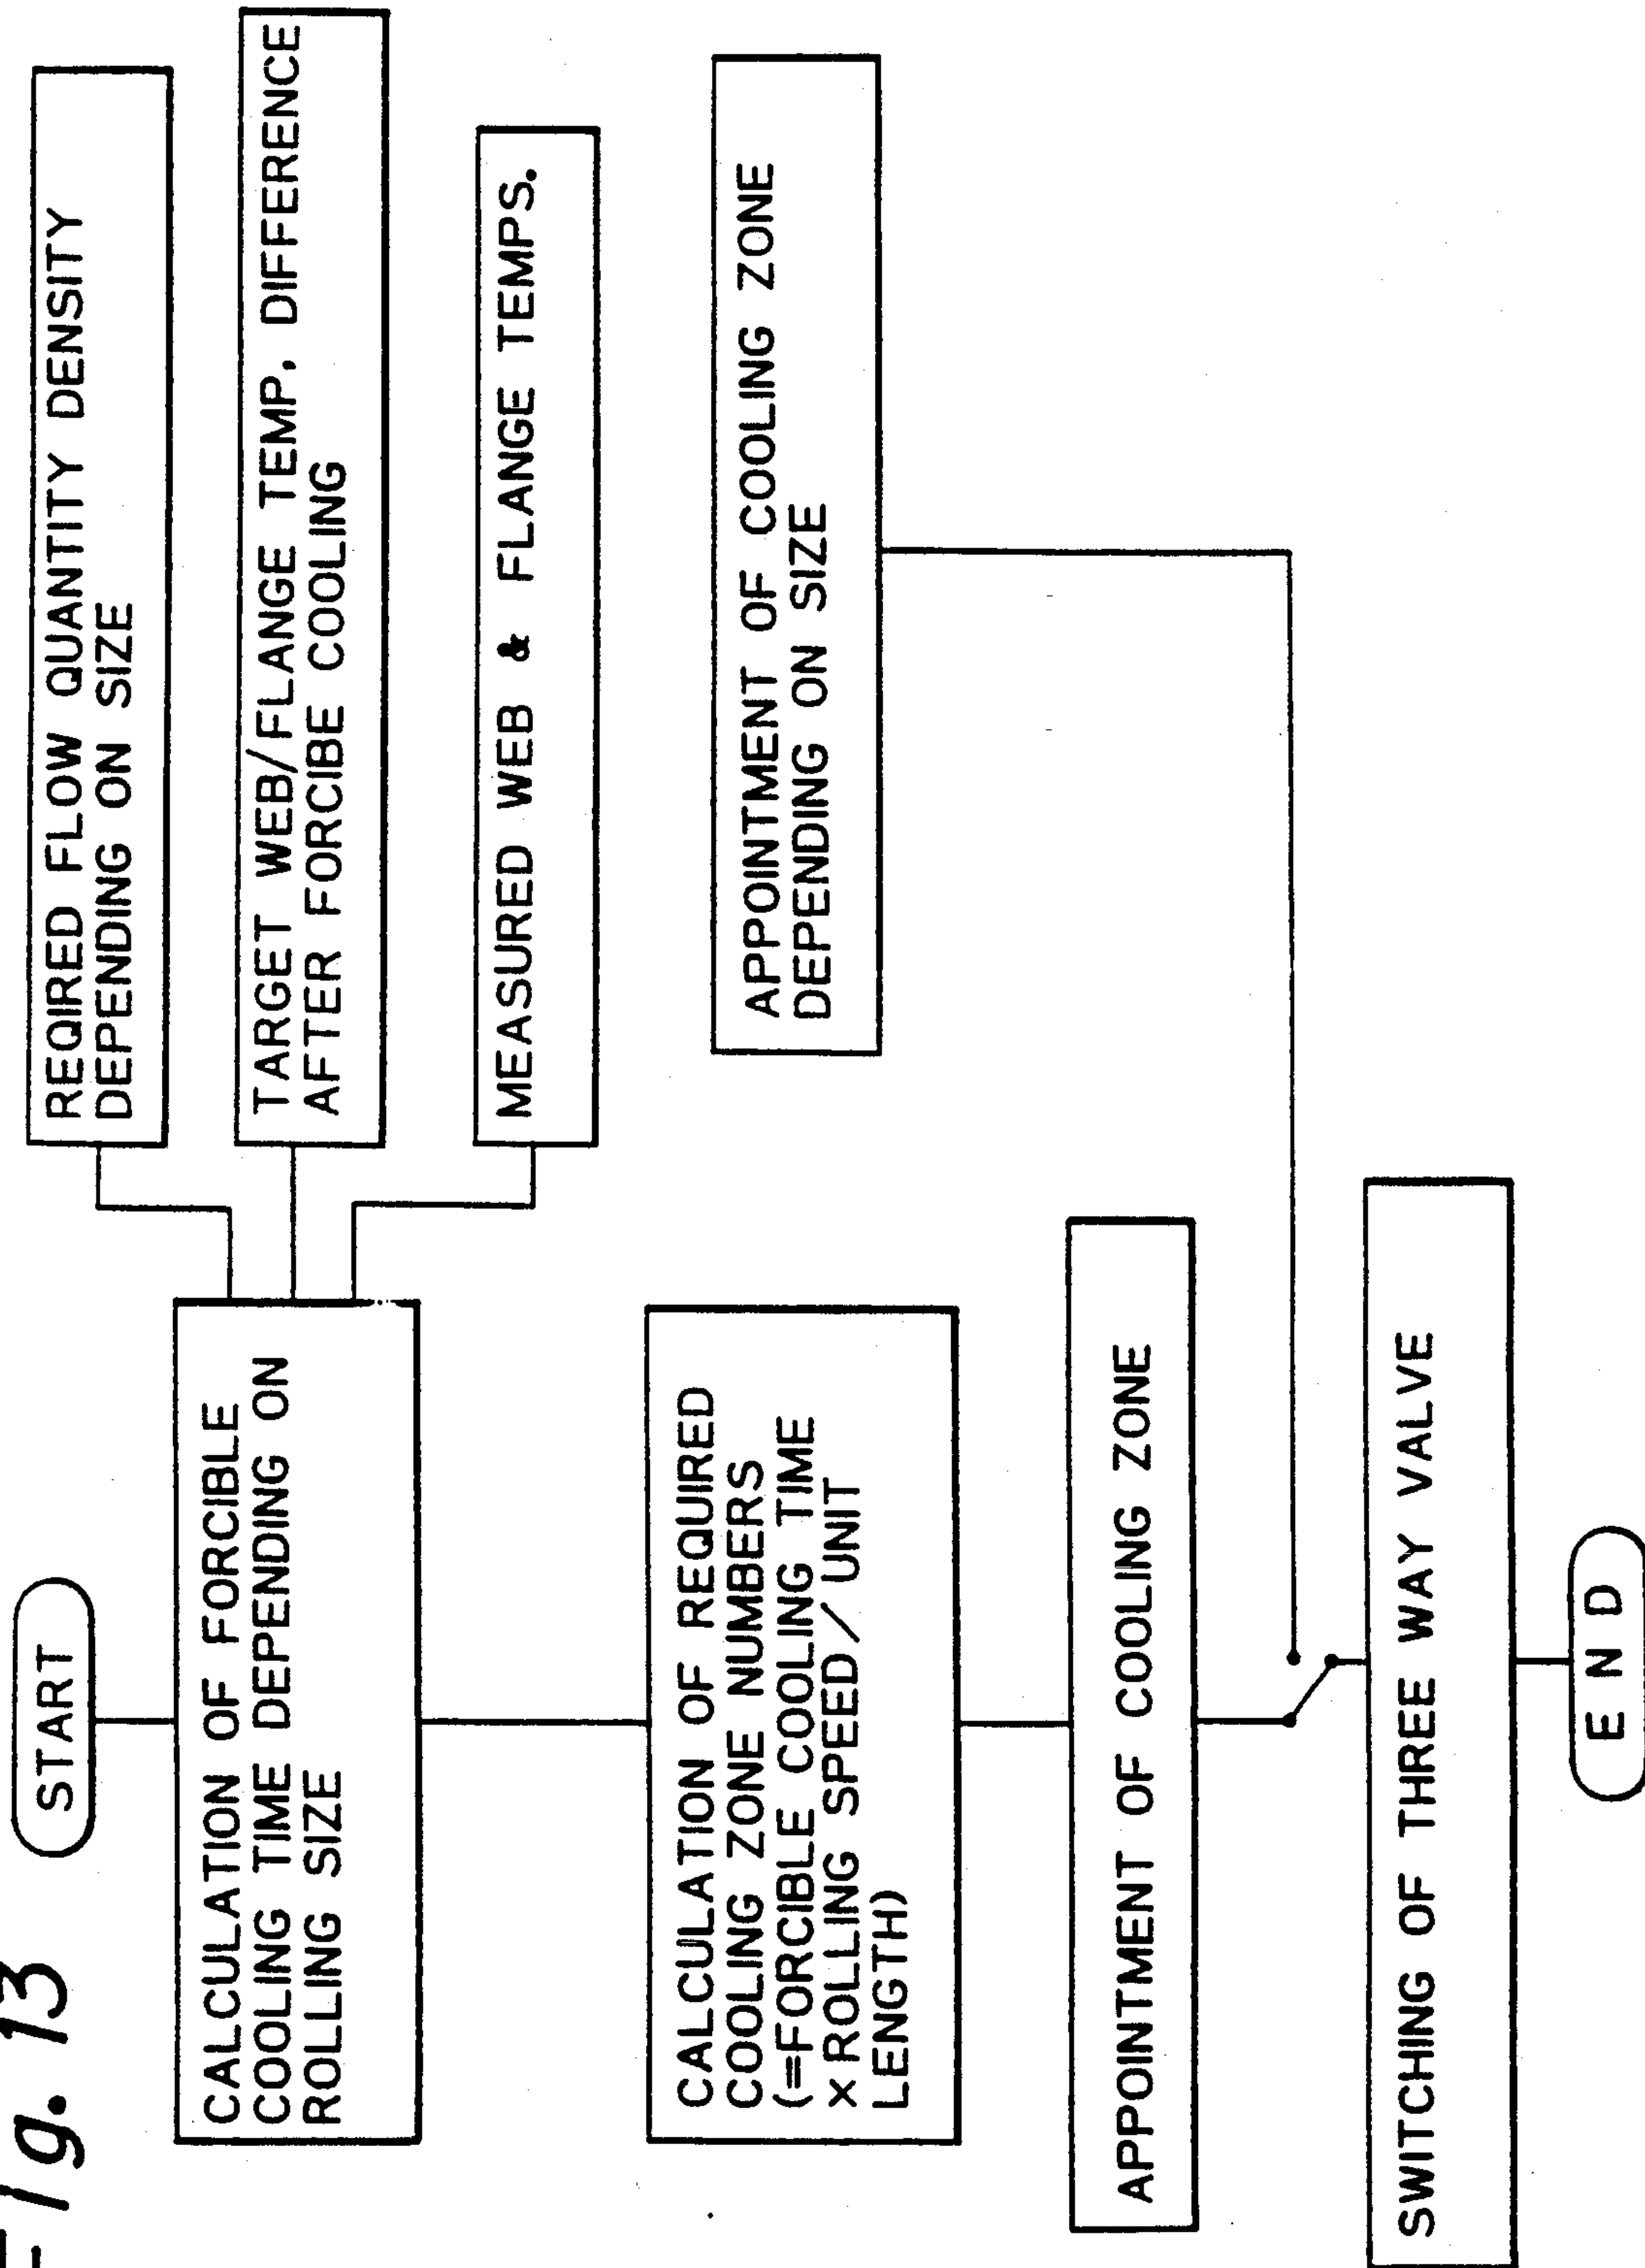 Fig. 13
START
CALCULATION OF FORCIBLE
COOLING TIME DEPENDING ON
ROLLING SIZE
REQIRED FLOW QUANTITY DENSITY
DEPENDING ON SIZE
TARGET WEB/FLANGE TEMP, DIFFERENCE
AFTER FORCIBE COOLING
MEASURED WEB & FLANGE TEMPS.
CALCULATION OF REQUIRED
COOLING ZONE NUMBERS
(=FORCIBLE COOLING TIME
× ROLLING SPEED/UNIT
LENGTH)
APPOINTMENT OF COOLING ZONE
DEPENDING ON SIZE
APPOINTMENT OF COOLING ZONE
SWITCHING OF THREE WAY VALVE
END